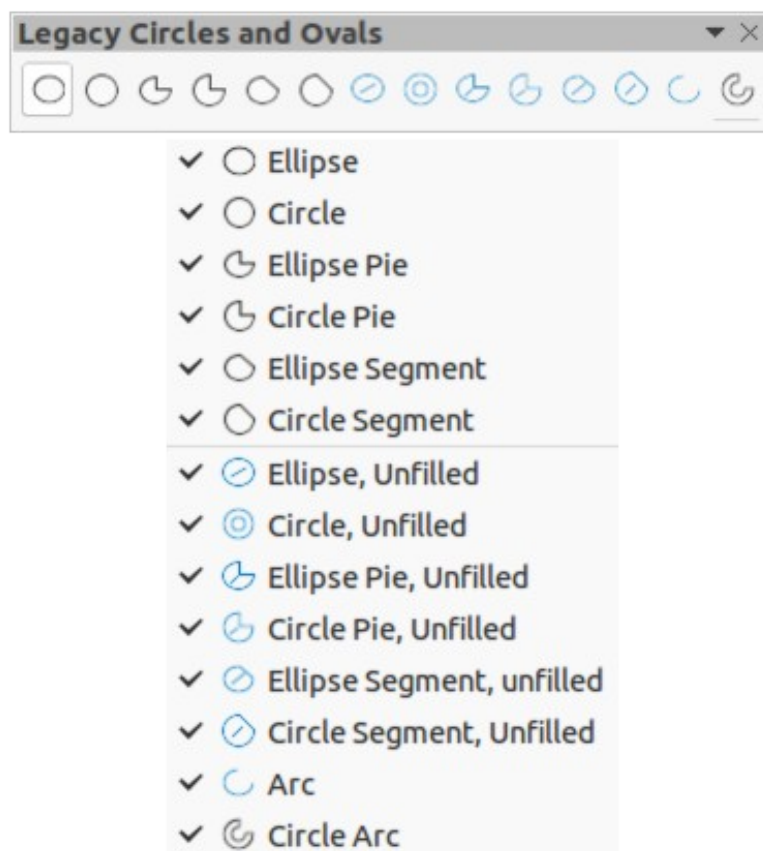 Legacy Circles and Ovals
Ellipse
Circle
Ellipse Pie
Circle Pie
Ellipse Segment
Circle Segment
Ellipse, Unfilled
Circle, Unfilled
Ellipse Pie, Unfilled
Circle Pie, Unfilled
Ellipse Segment, unfilled
Circle Segment, Unfilled
Arc
Circle Arc